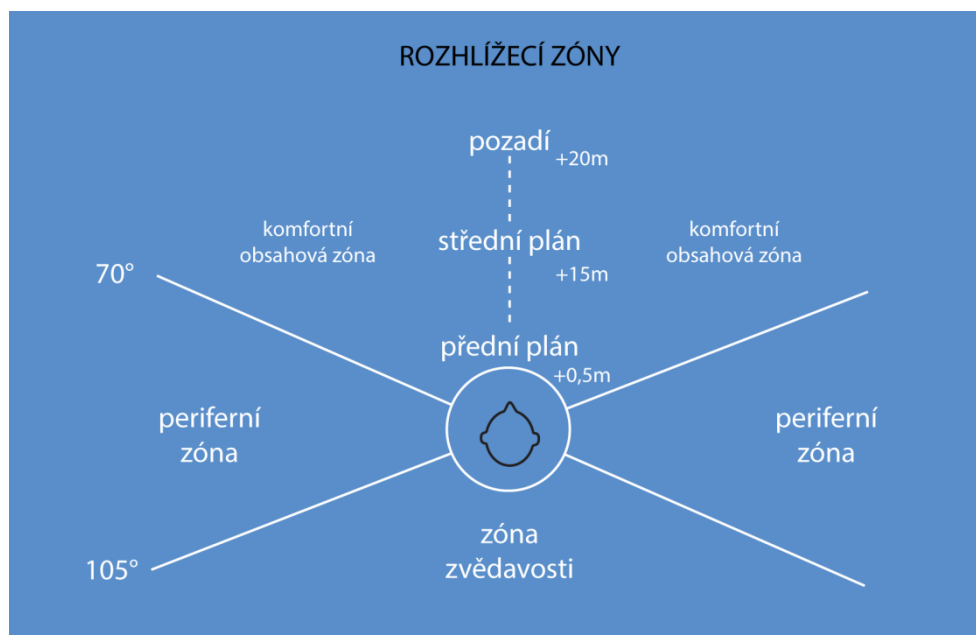 ROZHLÍŽECÍ ZÓNY
pozadí
+20m
komfortní
obsahová zóna
střední plán
+15m
komfortní
obsahová zóna
70°
přední plán
+0,5m
periferní
zóna
periferní
zóna
105°
zóna
zvědavosti